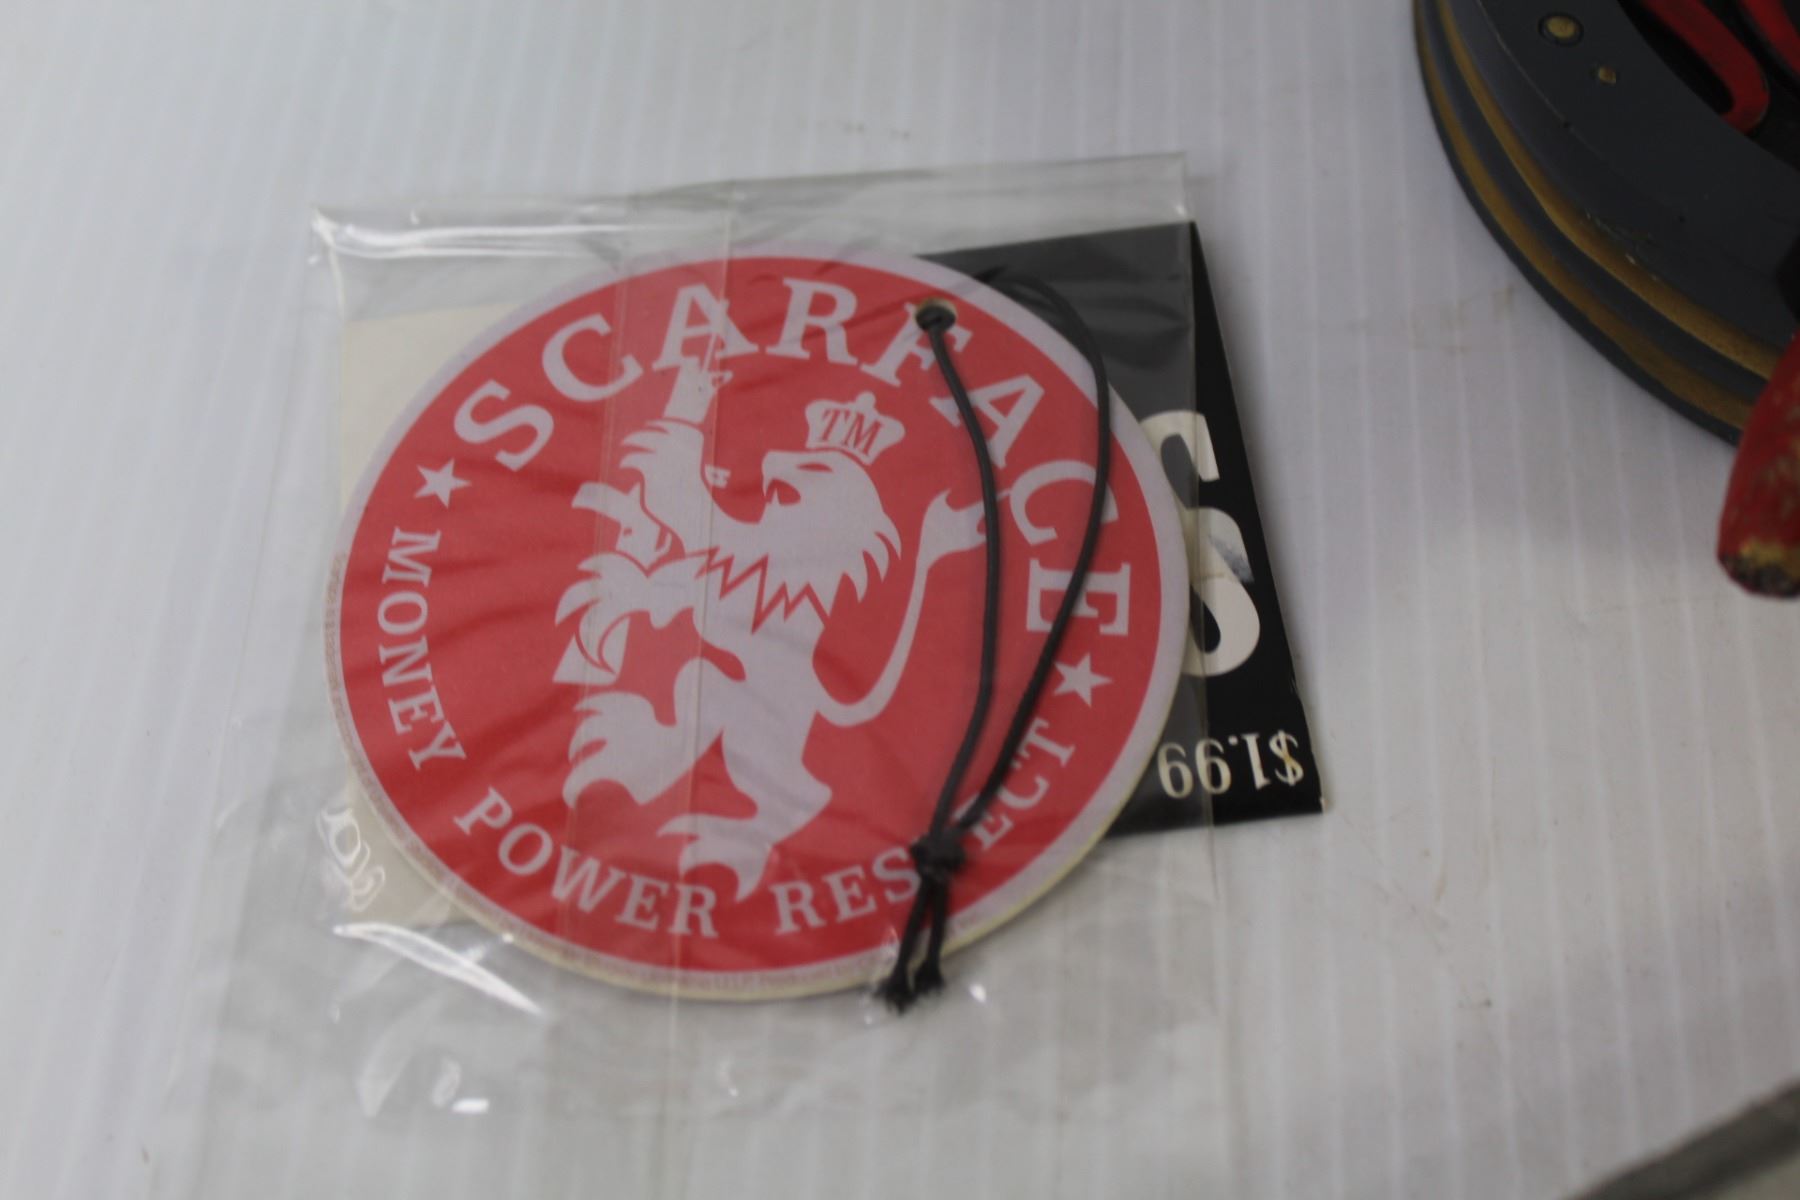 SCARFACE
TM
MONEY POWER RESPECT
$1.99